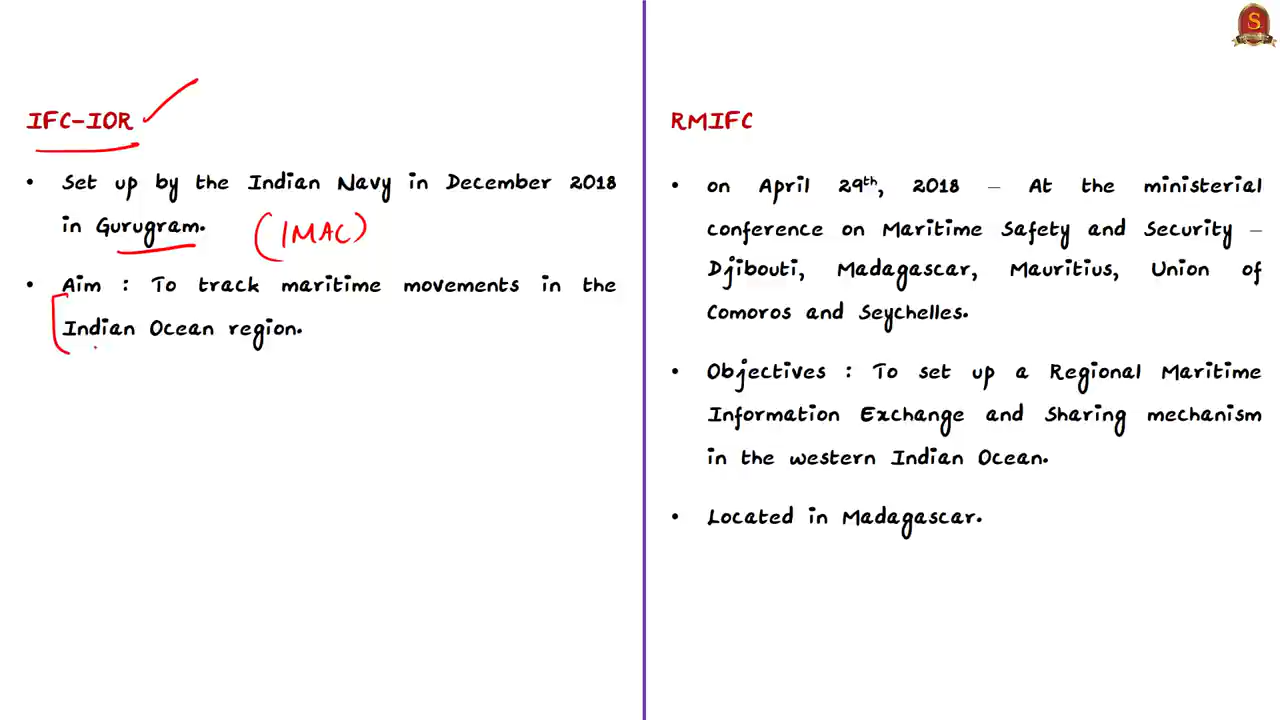 S
IFC-IOR
• Set up by the Indian Navy in December 2018
in Gurugram. (IMAC)
• Aim : To track maritime movements in the
Indian Ocean region.
RMIFC
• on April 29th, 2018 – At the ministerial
conference on Maritime Safety and Security –
Djibouti, Madagascar, Mauritius, Union of
Comoros and Seychelles.
• Objectives : To set up a Regional Maritime
Information Exchange and Sharing mechanism
in the western Indian Ocean.
• Located in Madagascar.